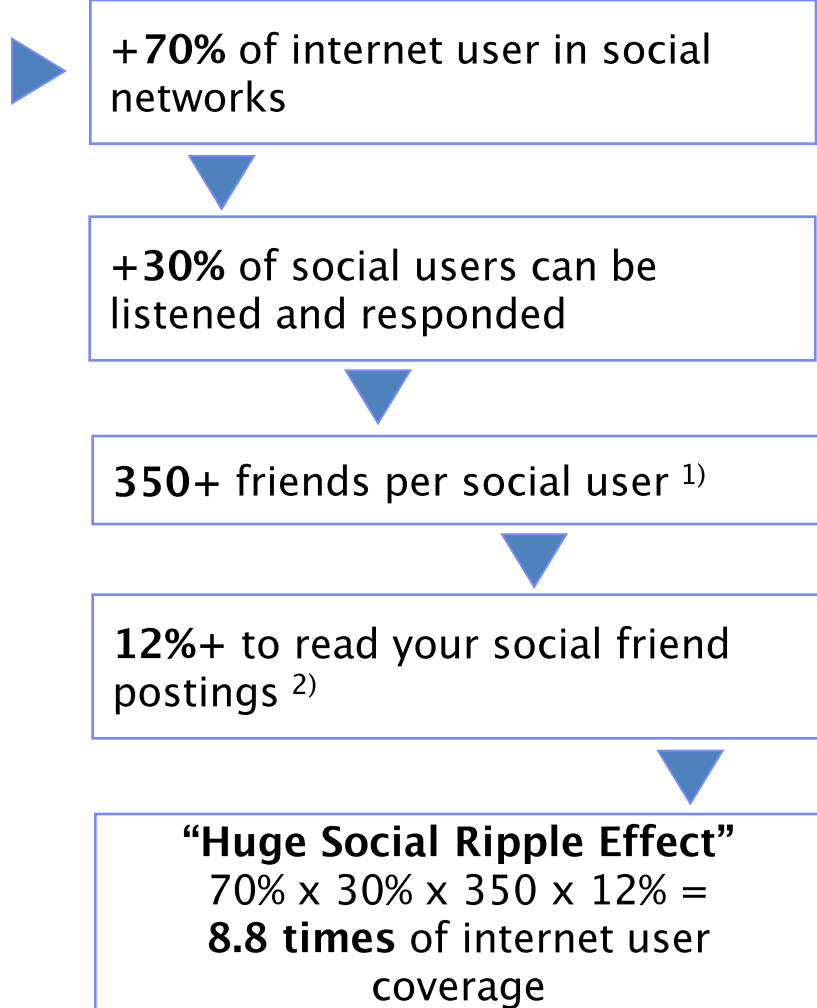 +70% of internet user in social
networks
+30% of social users can be
listened and responded
350+ friends per social user 1)
12%+ to read your social friend
postings 2)
“Huge Social Ripple Effect”
70% x 30% x 350 x 12% =
8.8 times of internet user
coverage